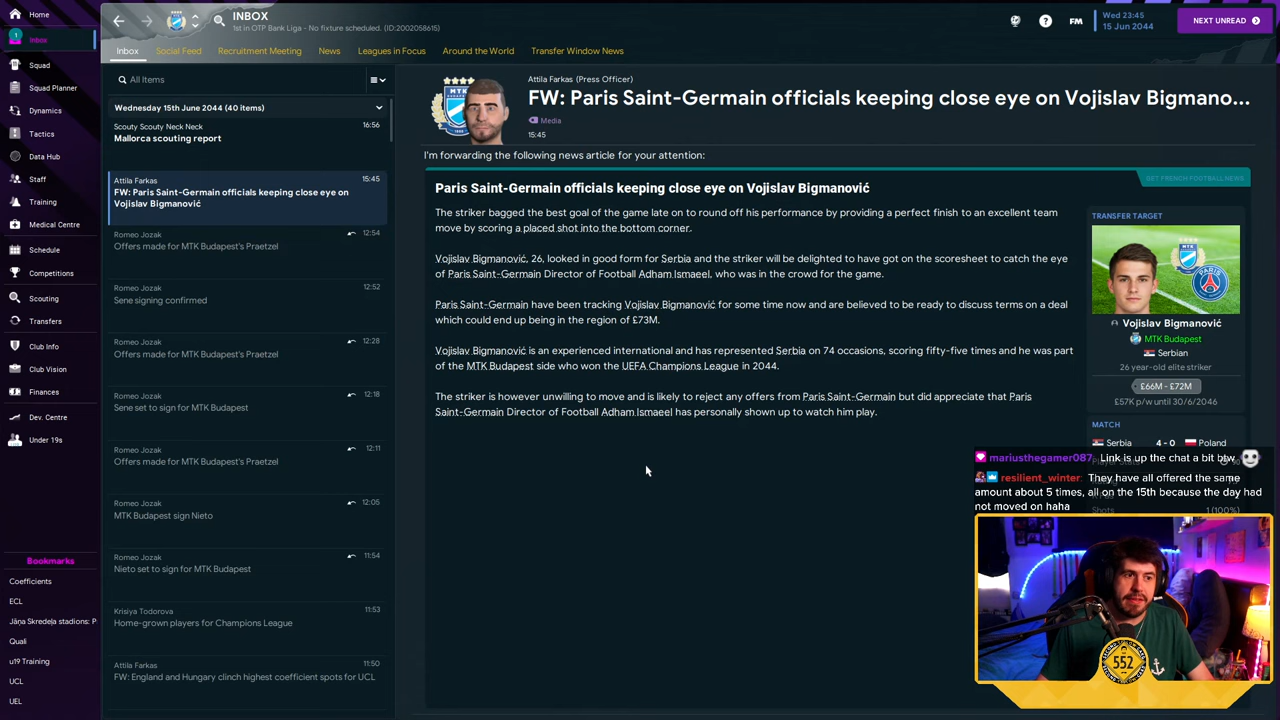 Home
INBOX
1st in OTP Bank Liga - No fixture scheduled. (ID:2002058615)
FM
Wed 23:45
15 Jun 2044
NEXT UNREAD
1
Inbox
Squad
Squad Planner
Dynamics
Tactics
Data Hub
Staff
Training
Medical Centre
Schedule
Competitions
Scouting
Transfers
Club Info
Club Vision
Finances
Dev. Centre
Under 19s
Bookmarks
Coefficients
ECL
Jāņa Skredeļa stadions: P
Quali
u19 Training
UCL
UEL
Inbox
Social Feed
Recruitment Meeting
News
Leagues in Focus
Around the World
Transfer Window News
All Items
Wednesday 15th June 2044 (40 items)
Scouty Scouty Neck Neck
16:56
Mallorca scouting report
Attila Farkas
15:45
FW: Paris Saint-Germain officials keeping close eye on
Vojislav Bigmanović
Romeo Jozak
12:54
Offers made for MTK Budapest's Praetzel
Romeo Jozak
12:52
Sene signing confirmed
Romeo Jozak
12:28
Offers made for MTK Budapest's Praetzel
Romeo Jozak
12:18
Sene set to sign for MTK Budapest
Romeo Jozak
12:11
Offers made for MTK Budapest's Praetzel
Romeo Jozak
12:05
MTK Budapest sign Nieto
Romeo Jozak
11:54
Nieto set to sign for MTK Budapest
Krisiya Todorova
11:53
Home-grown players for Champions League
Attila Farkas
11:50
FW: England and Hungary clinch highest coefficient spots for UCL
Attila Farkas (Press Officer)
FW: Paris Saint-Germain officials keeping close eye on Vojislav Bigmano...
Media
15:45
I'm forwarding the following news article for your attention:
GET FRENCH FOOTBALL NEWS
Paris Saint-Germain officials keeping close eye on Vojislav Bigmanović
The striker bagged the best goal of the game late on to round off his performance by providing a perfect finish to an excellent team
move by scoring a placed shot into the bottom corner.
Vojislav Bigmanović, 26, looked in good form for Serbia and the striker will be delighted to have got on the scoresheet to catch the eye
of Paris Saint-Germain Director of Football Adham Ismaeel, who was in the crowd for the game.
Paris Saint-Germain have been tracking Vojislav Bigmanović for some time now and are believed to be ready to discuss terms on a deal
which could end up being in the region of £73M.
Vojislav Bigmanović is an experienced international and has represented Serbia on 74 occasions, scoring fifty-five times and he was part
of the MTK Budapest side who won the UEFA Champions League in 2044.
The striker is however unwilling to move and is likely to reject any offers from Paris Saint-Germain but did appreciate that Paris
Saint-Germain Director of Football Adham Ismaeel has personally shown up to watch him play.
TRANSFER TARGET
Vojislav Bigmanović
MTK Budapest
Serbian
26 year-old elite striker
£66M - £72M
£57K p/w until 30/6/2046
MATCH
Serbia 4 - 0 Poland
mariusthegamer087: Link is up the chat a bit btw
resilient_winter: They have all offered the same
amount about 5 times, all on the 15th because the day had
not moved on haha
Shots
1 (100%)
552